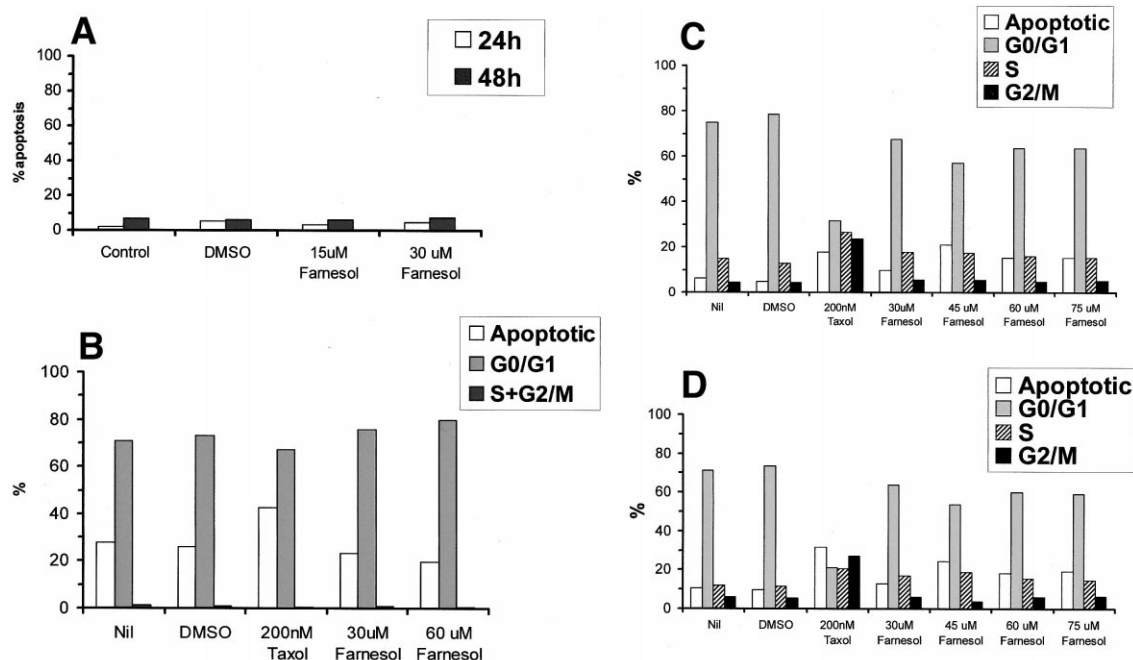 A
24h
48h
% apoptosis
100
80
60
40
20
0
Control
DMSO
15uM
Farnesol
30 uM
Farnesol
B
Apoptotic
G0/G1
S+G2/M
%
100
80
60
40
20
0
Nil
DMSO
200nM
Taxol
30uM
Farnesol
60 uM
Farnesol
C
Apoptotic
G0/G1
S
G2/M
%
100
80
60
40
20
0
Nil
DMSO
200nM
Taxol
30uM
Farnesol
45 uM
Farnesol
60 uM
Farnesol
75 uM
Farnesol
D
Apoptotic
G0/G1
S
G2/M
%
100
80
60
40
20
0
Nil
DMSO
200nM
Taxol
30uM
Farnesol
45 uM
Farnesol
60 uM
Farnesol
75 uM
Farnesol